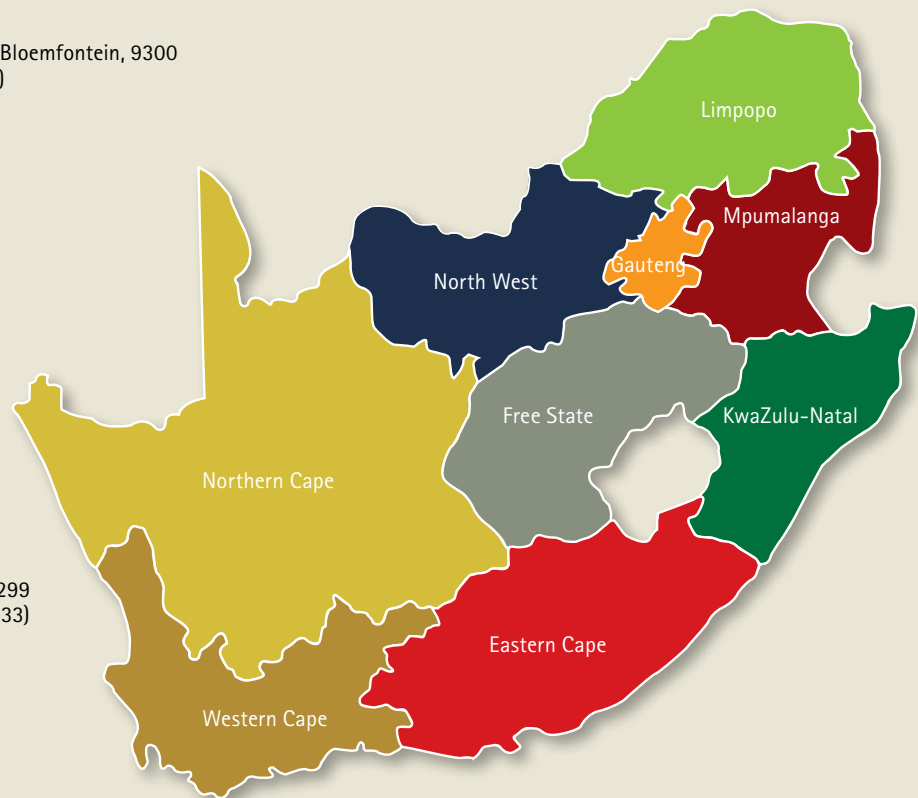 Bloemfontein, 9300
)
Limpopo
Mpumalanga
Gauteng
North West
Free State
KwaZulu-Natal
Northern Cape
299
33)
Eastern Cape
Western Cape